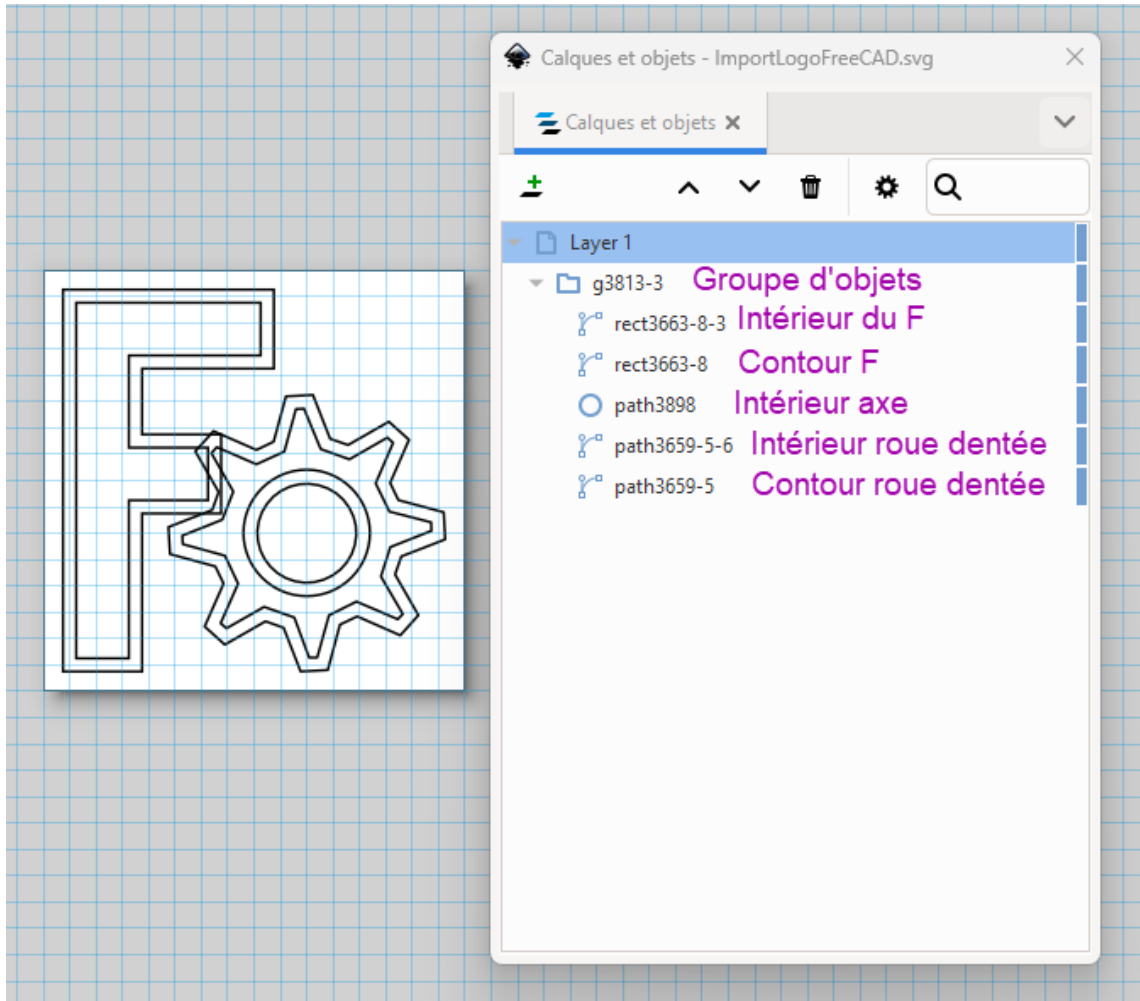 Calques et objets - ImportLogoFreeCAD.svg
Calques et objets
Layer 1
g3813-3 Groupe d'objets
rect3663-8-3 Intérieur du F
rect3663-8 Contour F
path3898 Intérieur axe
path3659-5-6 Intérieur roue dentée
path3659-5 Contour roue dentée